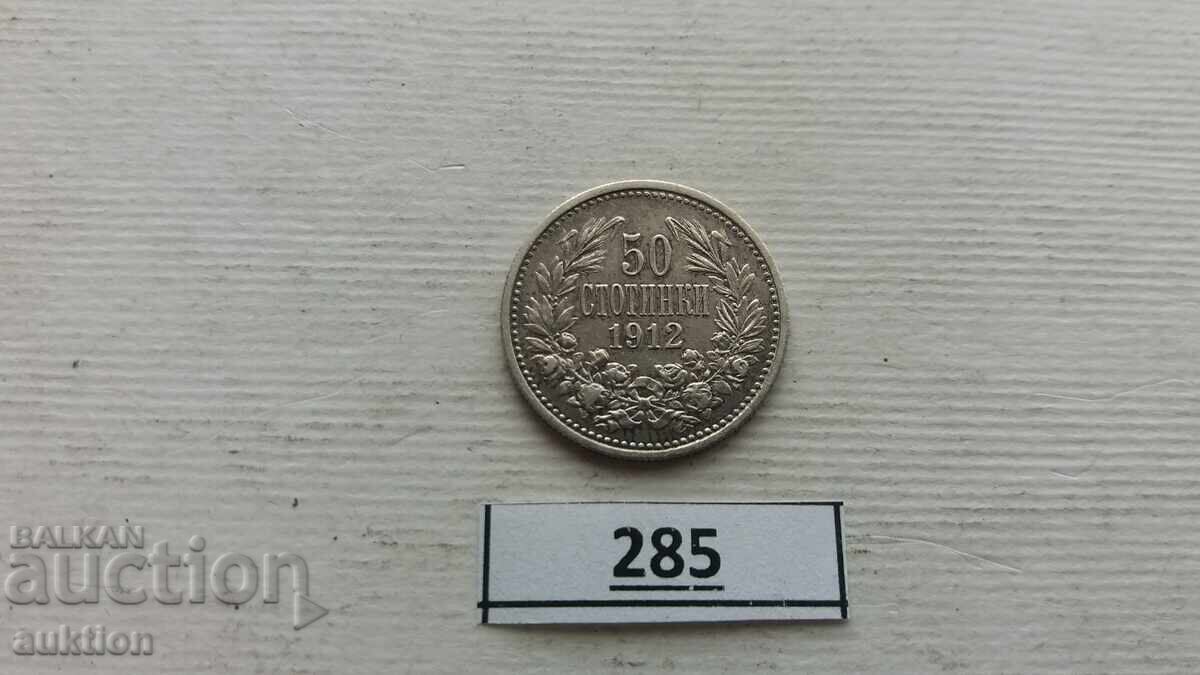 50
СТОТИНКИ
1912
285
BALKAN
auction
auktion